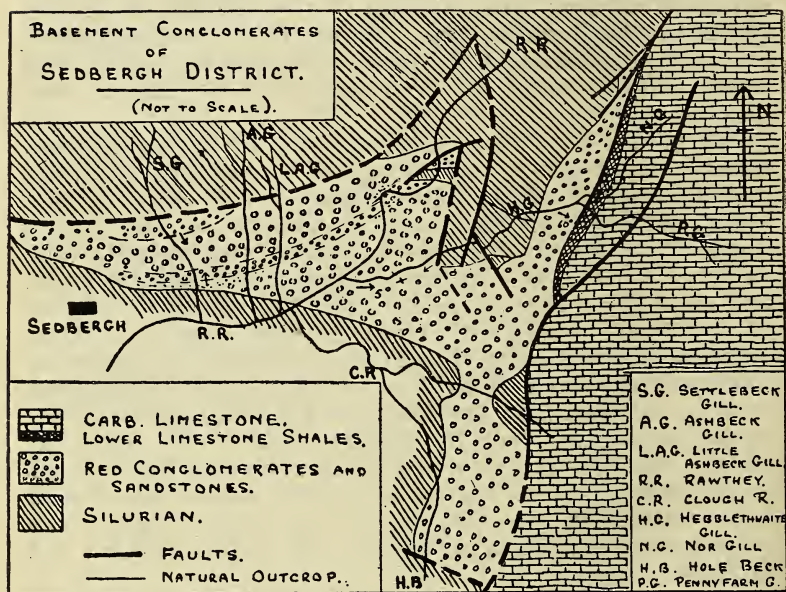 BASEMENT CONGLOMERATES
OF
SEDBERGH DISTRICT.
(NOT TO SCALE).
R.R
N
A.G
S.G
L.A.G
N.G
H.G
P.G.
SEDBERGH
R.R.
C.R
H.B
CARB. LIMESTONE.
LOWER LIMESTONE SHALES.
RED CONGLOMERATES AND
SANDSTONES.
SILURIAN.
FAULTS.
NATURAL OUTCROP.
S.G. SETTLEBECK
GILL.
A.G. ASHBECK
GILL.
L.A.G. LITTLE
ASHBECK GILL.
R.R. RAWTHEY.
C.R. CLOUGH R.
H.G. HEBBLETHWAITE
GILL.
N.G. NOR GILL
H.B. HOLE BECK
P.G. PENNYFARM G.